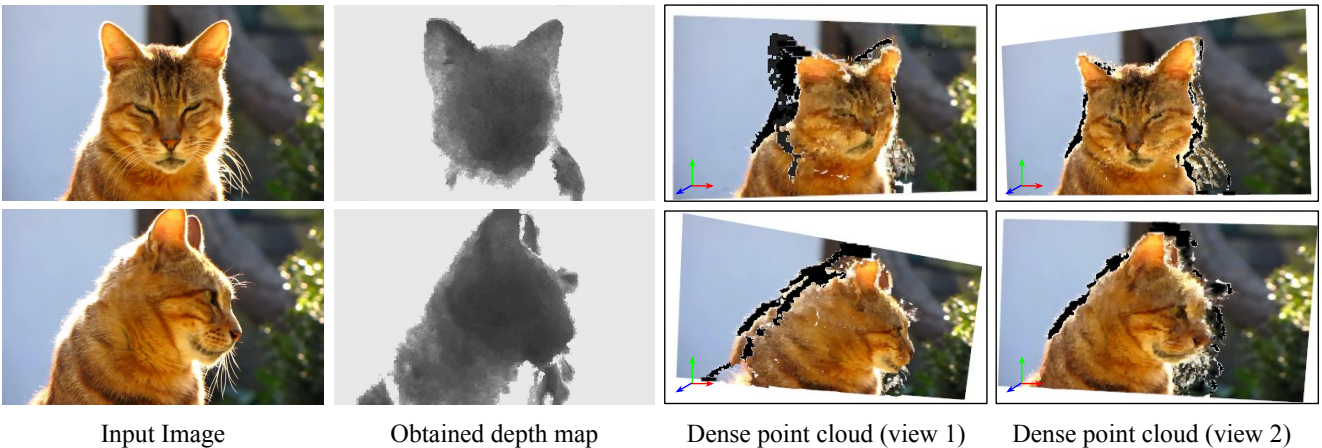 Input Image
Obtained depth map
Dense point cloud (view 1)
Dense point cloud (view 2)